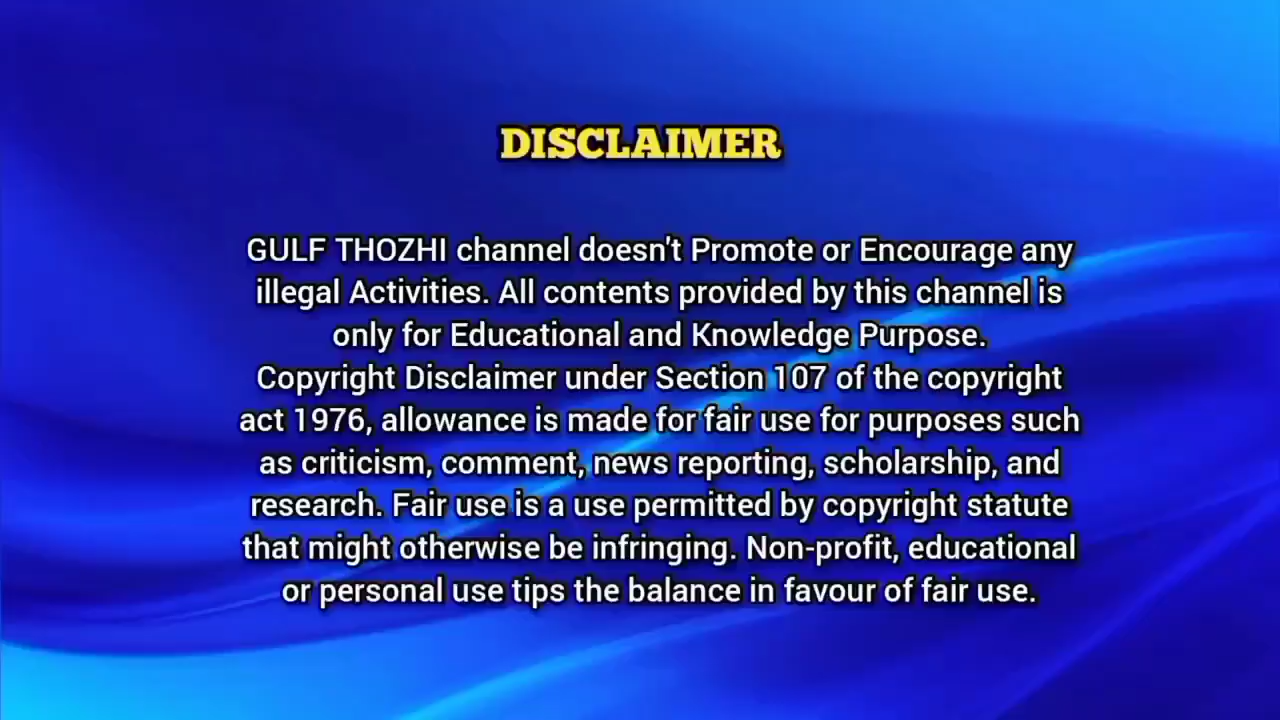 DISCLAIMER
GULF THOZHI channel doesn't Promote or Encourage any
illegal Activities. All contents provided by this channel is
only for Educational and Knowledge Purpose.
Copyright Disclaimer under Section 107 of the copyright
act 1976, allowance is made for fair use for purposes such
as criticism, comment, news reporting, scholarship, and
research. Fair use is a use permitted by copyright statute
that might otherwise be infringing. Non-profit, educational
or personal use tips the balance in favour of fair use.